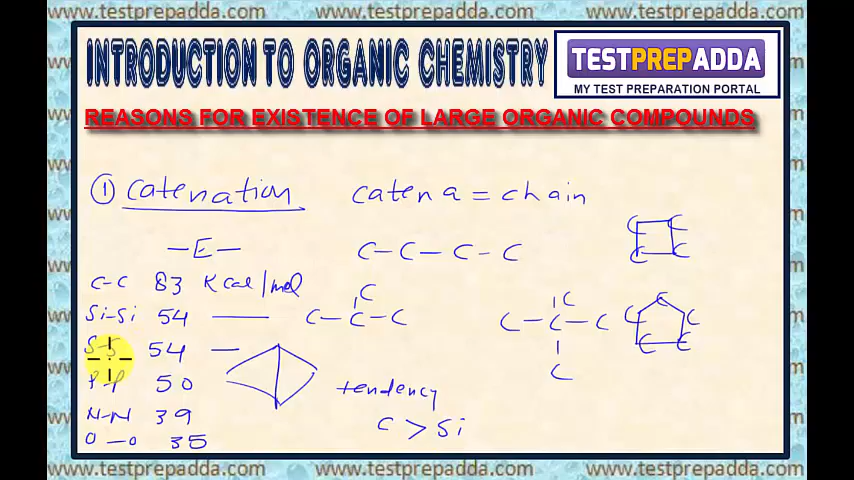 www.testprepadda.com www.testprepadda.com www.testprepadda.com
INTRODUCTION TO ORGANIC CHEMISTRY
TESTPREPADDA
MY TEST PREPARATION PORTAL
REASONS FOR EXISTENCE OF LARGE ORGANIC COMPOUNDS
① Catenation catena = chain
–E– C–C–C–C C C C C
C-C 83 Kcal/mol
C C C
Si-Si 54 C–C–C C–C–C C C C
S-S 54 C C C
P-P 50 tendency
N-N 39 C > Si
O–O 35
www.testprepadda.com www.testprepadda.com www.testprepadda.com